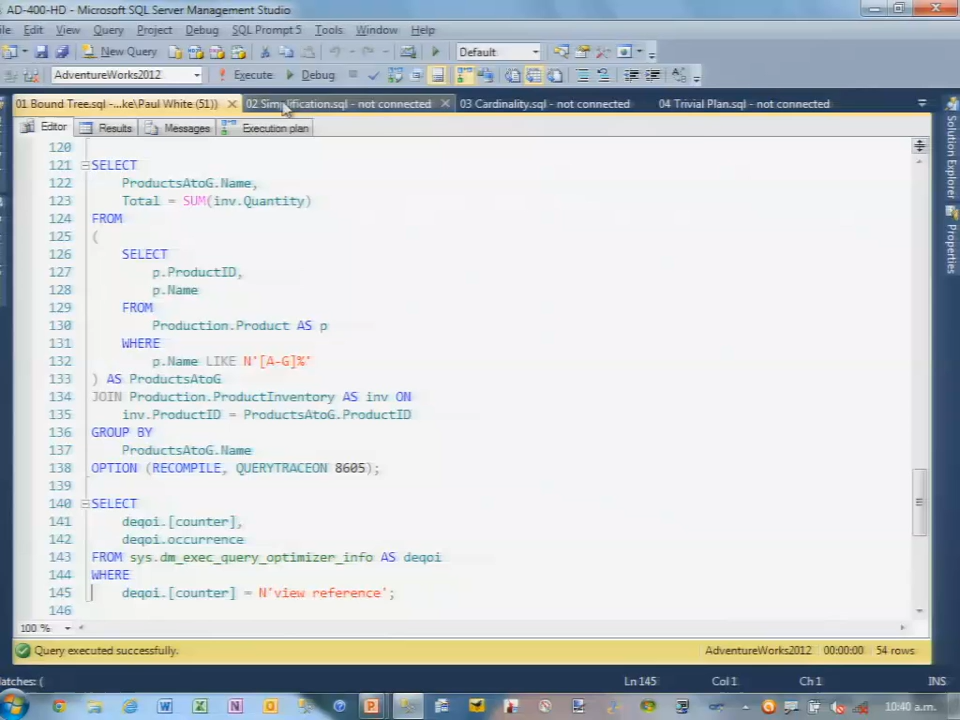 AD-400-HD - Microsoft SQL Server Management Studio
ile Edit View Query Project Debug SQL Prompt 5 Tools Window Help
New Query Default
AdventureWorks2012 Execute Debug
01 Bound Tree.sql -...ke\Paul White (51)) 02 Simplification.sql - not connected 03 Cardinality.sql - not connected 04 Trivial Plan.sql - not connected
Editor Results Messages Execution plan
Solution Explorer
Properties
120
121 SELECT
122 ProductsAtoG.Name,
123 Total = SUM(inv.Quantity)
124 FROM
125 (
126 SELECT
127 p.ProductID,
128 p.Name
129 FROM
130 Production.Product AS p
131 WHERE
132 p.Name LIKE N'[A-G]%'
133 ) AS ProductsAtoG
134 JOIN Production.ProductInventory AS inv ON
135 inv.ProductID = ProductsAtoG.ProductID
136 GROUP BY
137 ProductsAtoG.Name
138 OPTION (RECOMPILE, QUERYTRACEON 8605);
139
140 SELECT
141 deqoi.[counter],
142 deqoi.occurrence
143 FROM sys.dm_exec_query_optimizer_info AS deqoi
144 WHERE
145 deqoi.[counter] = N'view reference';
146
100 %
Query executed successfully. AdventureWorks2012 00:00:00 54 rows
atches: ( Ln 145 Col 1 Ch 1 INS
10:40 a.m.